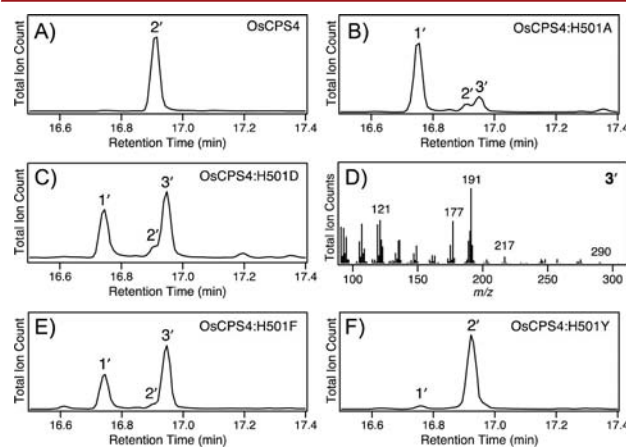 A) 2′ OsCPS4
Total Ion Count
16.6 16.8 17.0 17.2 17.4
Retention Time (min)
B) 1′ OsCPS4:H501A
2′ 3′
Total Ion Count
16.6 16.8 17.0 17.2 17.4
Retention Time (min)
C) OsCPS4:H501D
3′
1′
2′
Total Ion Count
16.6 16.8 17.0 17.2 17.4
Retention Time (min)
D) 191 3′
121 177
217 290
Total Ion Counts
100 150 200 250 300
m/z
E) OsCPS4:H501F
3′
1′
2′
Total Ion Count
16.6 16.8 17.0 17.2 17.4
Retention Time (min)
F) 2′ OsCPS4:H501Y
1′
Total Ion Count
16.6 16.8 17.0 17.2 17.4
Retention Time (min)